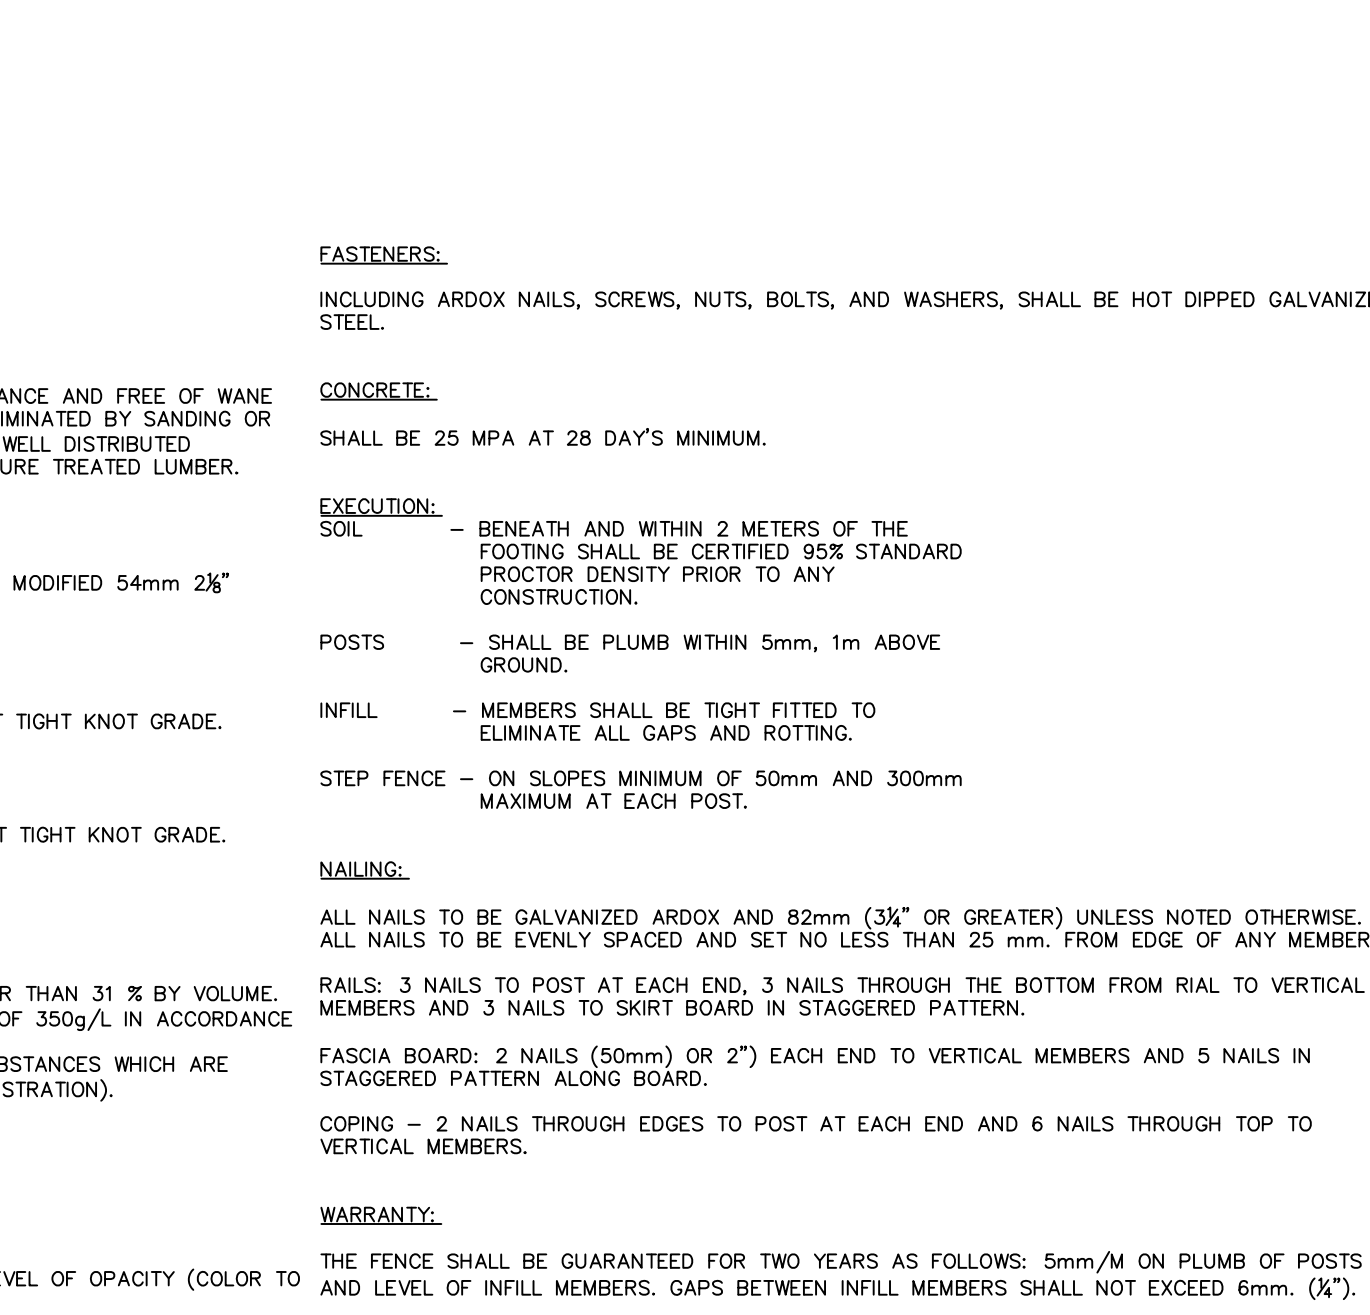 ANCE AND FREE OF WANE
IMINATED BY SANDING OR
WELL DISTRIBUTED
URE TREATED LUMBER.
MODIFIED 54mm 2⅛"
T TIGHT KNOT GRADE.
T TIGHT KNOT GRADE.
R THAN 31 % BY VOLUME.
OF 350g/L IN ACCORDANCE
BSTANCES WHICH ARE
STRATION).
EVEL OF OPACITY (COLOR TO
FASTENERS:
INCLUDING ARDOX NAILS, SCREWS, NUTS, BOLTS, AND WASHERS, SHALL BE HOT DIPPED GALVANIZE
STEEL.
CONCRETE:
SHALL BE 25 MPA AT 28 DAY'S MINIMUM.
EXECUTION:
SOIL – BENEATH AND WITHIN 2 METERS OF THE
FOOTING SHALL BE CERTIFIED 95% STANDARD
PROCTOR DENSITY PRIOR TO ANY
CONSTRUCTION.
POSTS – SHALL BE PLUMB WITHIN 5mm, 1m ABOVE
GROUND.
INFILL – MEMBERS SHALL BE TIGHT FITTED TO
ELIMINATE ALL GAPS AND ROTTING.
STEP FENCE – ON SLOPES MINIMUM OF 50mm AND 300mm
MAXIMUM AT EACH POST.
NAILING:
ALL NAILS TO BE GALVANIZED ARDOX AND 82mm (3¼" OR GREATER) UNLESS NOTED OTHERWISE.
ALL NAILS TO BE EVENLY SPACED AND SET NO LESS THAN 25 mm. FROM EDGE OF ANY MEMBER
RAILS: 3 NAILS TO POST AT EACH END, 3 NAILS THROUGH THE BOTTOM FROM RIAL TO VERTICAL
MEMBERS AND 3 NAILS TO SKIRT BOARD IN STAGGERED PATTERN.
FASCIA BOARD: 2 NAILS (50mm) OR 2") EACH END TO VERTICAL MEMBERS AND 5 NAILS IN
STAGGERED PATTERN ALONG BOARD.
COPING – 2 NAILS THROUGH EDGES TO POST AT EACH END AND 6 NAILS THROUGH TOP TO
VERTICAL MEMBERS.
WARRANTY:
THE FENCE SHALL BE GUARANTEED FOR TWO YEARS AS FOLLOWS: 5mm/M ON PLUMB OF POSTS
AND LEVEL OF INFILL MEMBERS. GAPS BETWEEN INFILL MEMBERS SHALL NOT EXCEED 6mm. (¼").